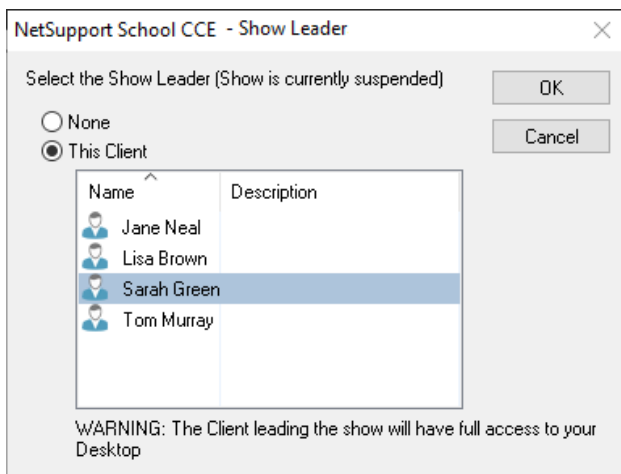 NetSupport School CCE - Show Leader
Select the Show Leader (Show is currently suspended)
OK
None
Cancel
This Client
Name Description
Jane Neal
Lisa Brown
Sarah Green
Tom Murray
WARNING: The Client leading the show will have full access to your
Desktop